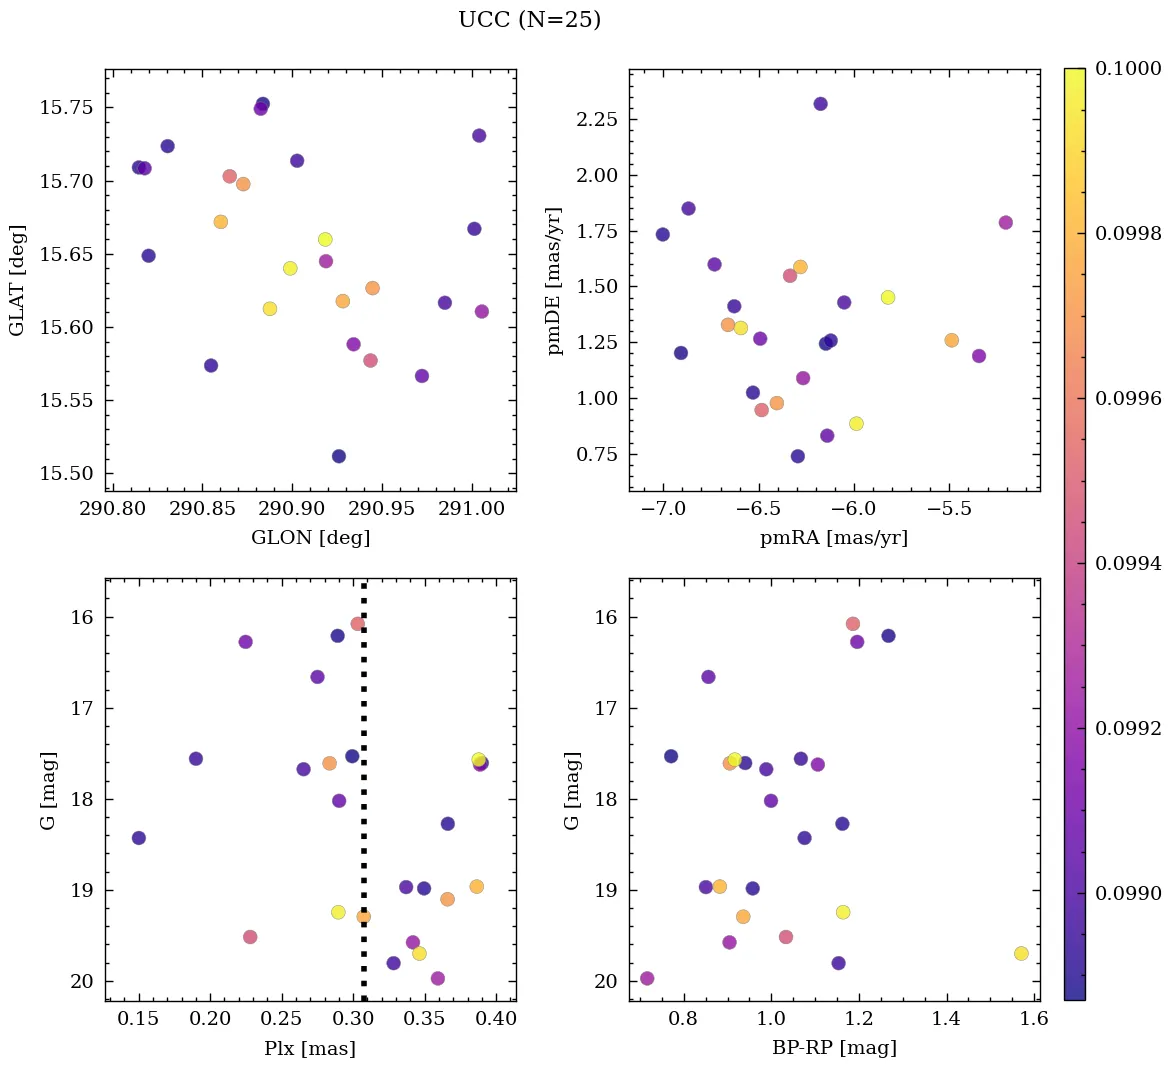 UCC (N=25)
15.75
15.70
15.65
15.60
15.55
15.50
GLAT [deg]
290.80 290.85 290.90 290.95 291.00
GLON [deg]
2.25
2.00
1.75
1.50
1.25
1.00
0.75
pmDE [mas/yr]
−7.0 −6.5 −6.0 −5.5
pmRA [mas/yr]
16
17
18
19
20
G [mag]
0.15 0.20 0.25 0.30 0.35 0.40
Plx [mas]
16
17
18
19
20
G [mag]
0.8 1.0 1.2 1.4 1.6
BP-RP [mag]
0.1000
0.0998
0.0996
0.0994
0.0992
0.0990